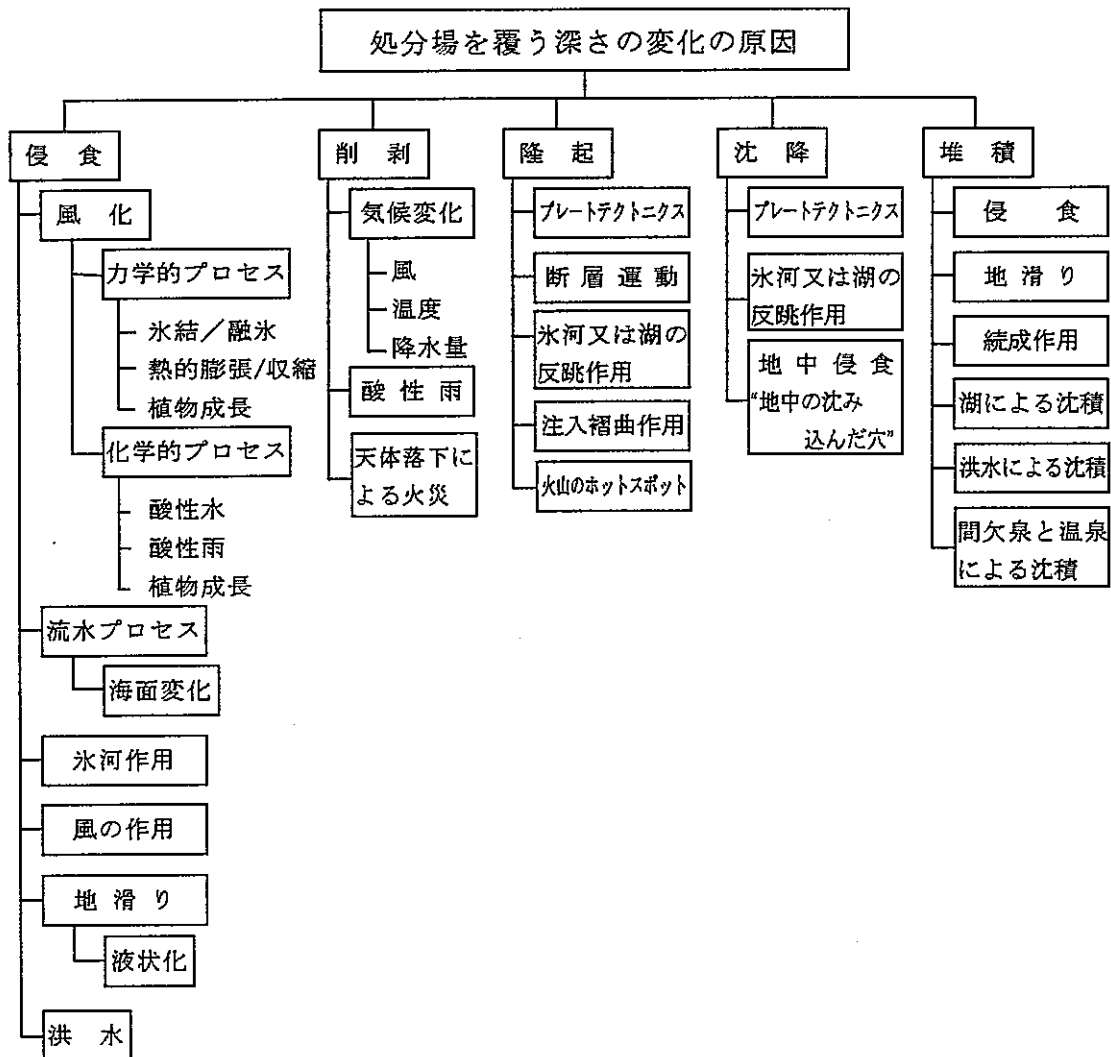 処分場を覆う深さの変化の原因
侵食
風化
力学的プロセス
氷結／融氷
熱的膨張/収縮
植物成長
化学的プロセス
酸性水
酸性雨
植物成長
流水プロセス
海面変化
氷河作用
風の作用
地滑り
液状化
洪水
削剥
気候変化
風
温度
降水量
酸性雨
天体落下に
よる火災
隆起
プレートテクトニクス
断層運動
氷河又は湖の
反跳作用
注入褶曲作用
火山のホットスポット
沈降
プレートテクトニクス
氷河又は湖の
反跳作用
地中侵食
“地中の沈み
込んだ穴”
堆積
侵食
地滑り
続成作用
湖による沈積
洪水による沈積
間欠泉と温泉
による沈積